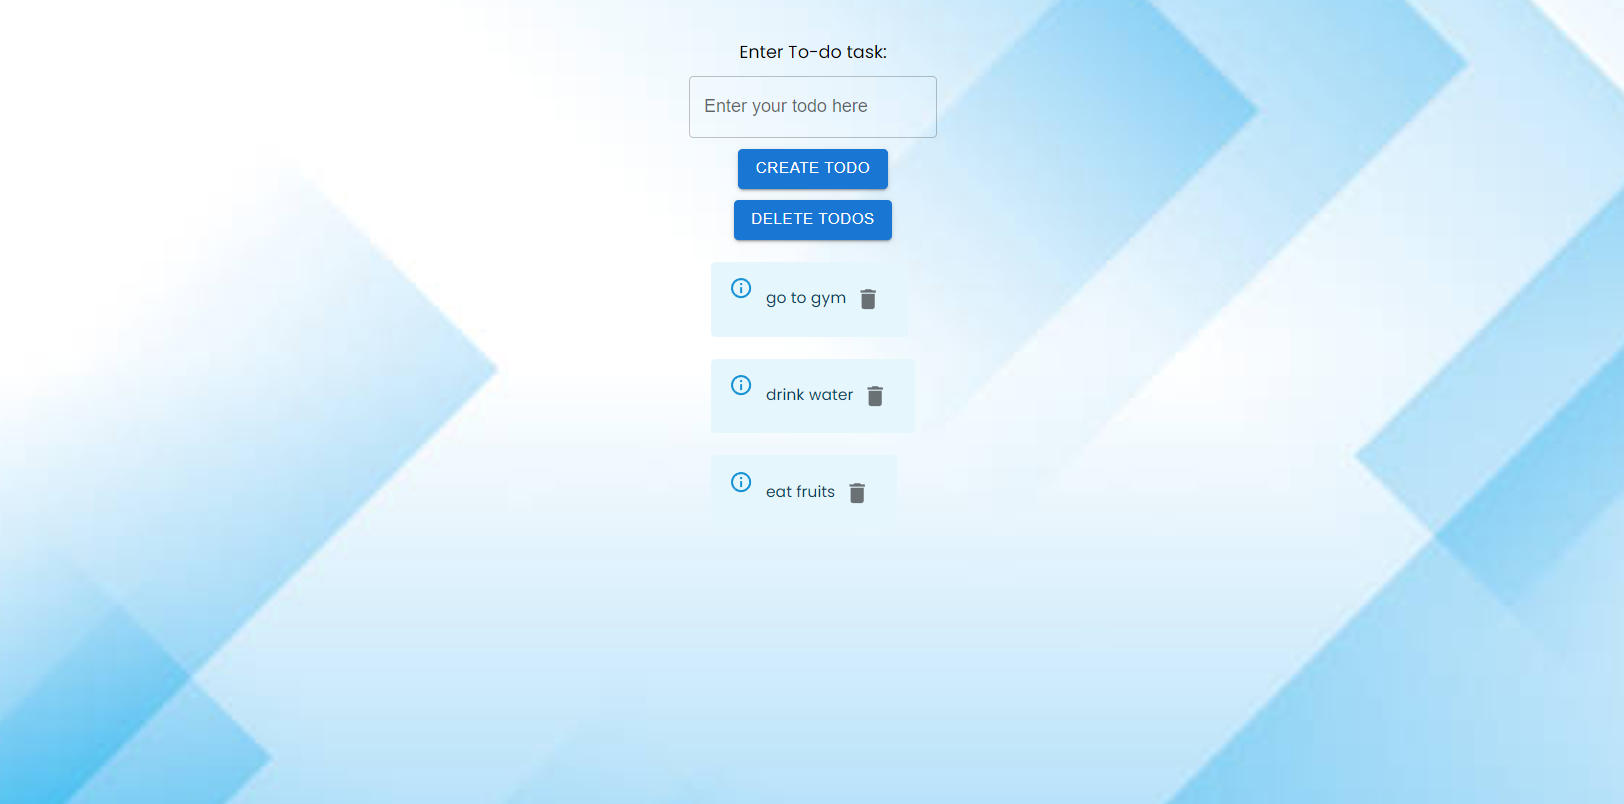 Enter To-do task:
Enter your todo here
CREATE TODO
DELETE TODOS
go to gym
drink water
eat fruits